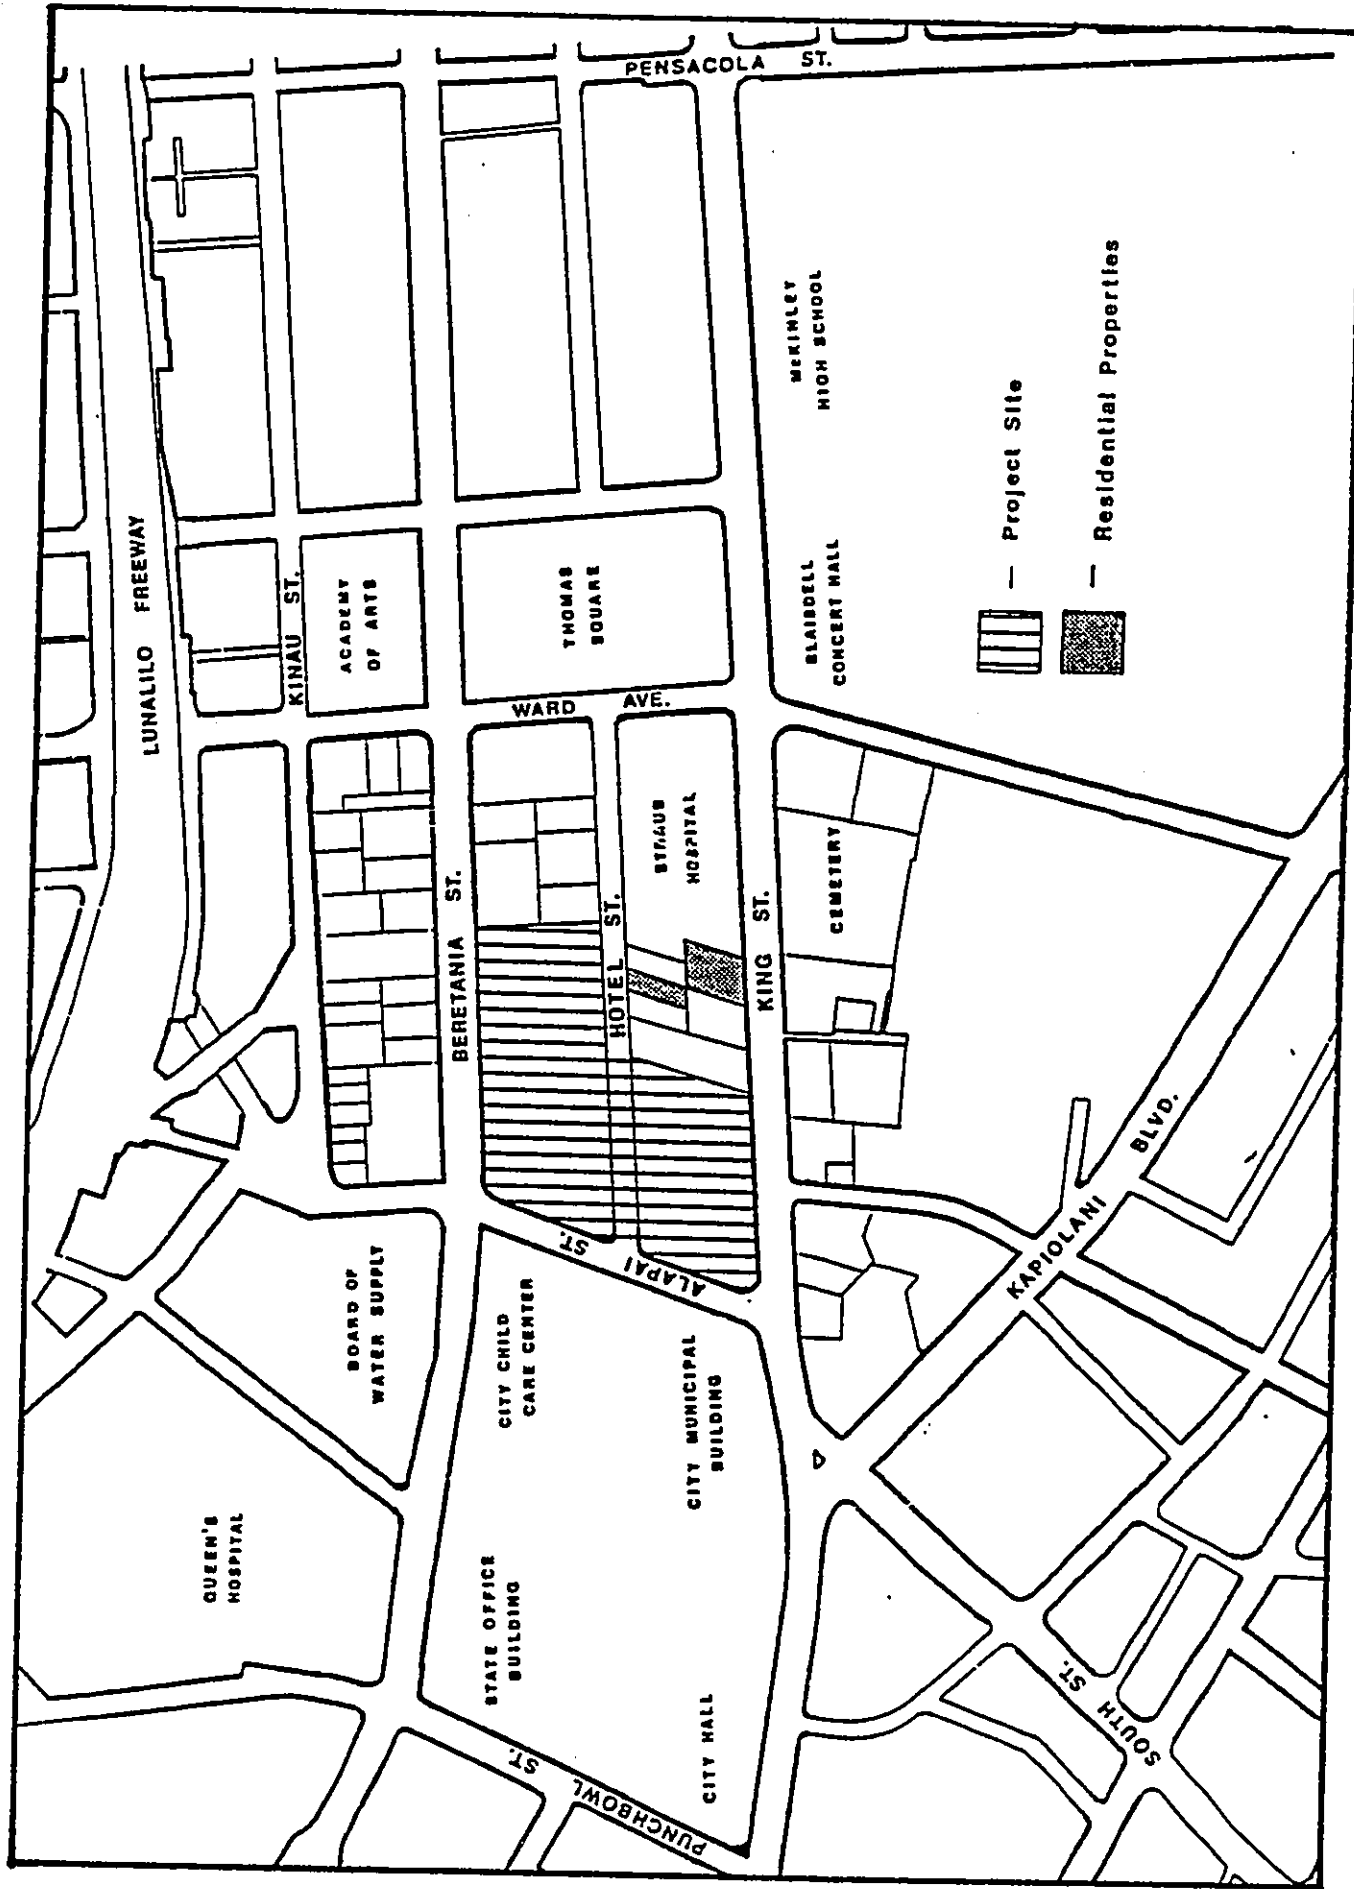 LUNALILO FREEWAY
PENSACOLA ST.
KINAU ST.
ACADEMY
OF ARTS
THOMAS
SQUARE
WARD AVE.
McKINLEY
HIGH SCHOOL
BLAISDELL
CONCERT HALL
— Project Site
— Residential Properties
BERETANIA ST.
HOTEL ST.
STRAUB
HOSPITAL
KING ST.
CEMETERY
KAPIOLANI BLVD.
ALAPAI ST.
BOARD OF
WATER SUPPLY
CITY CHILD
CARE CENTER
CITY MUNICIPAL
BUILDING
QUEEN'S
HOSPITAL
STATE OFFICE
BUILDING
CITY HALL
PUNCHBOWL ST.
SOUTH ST.